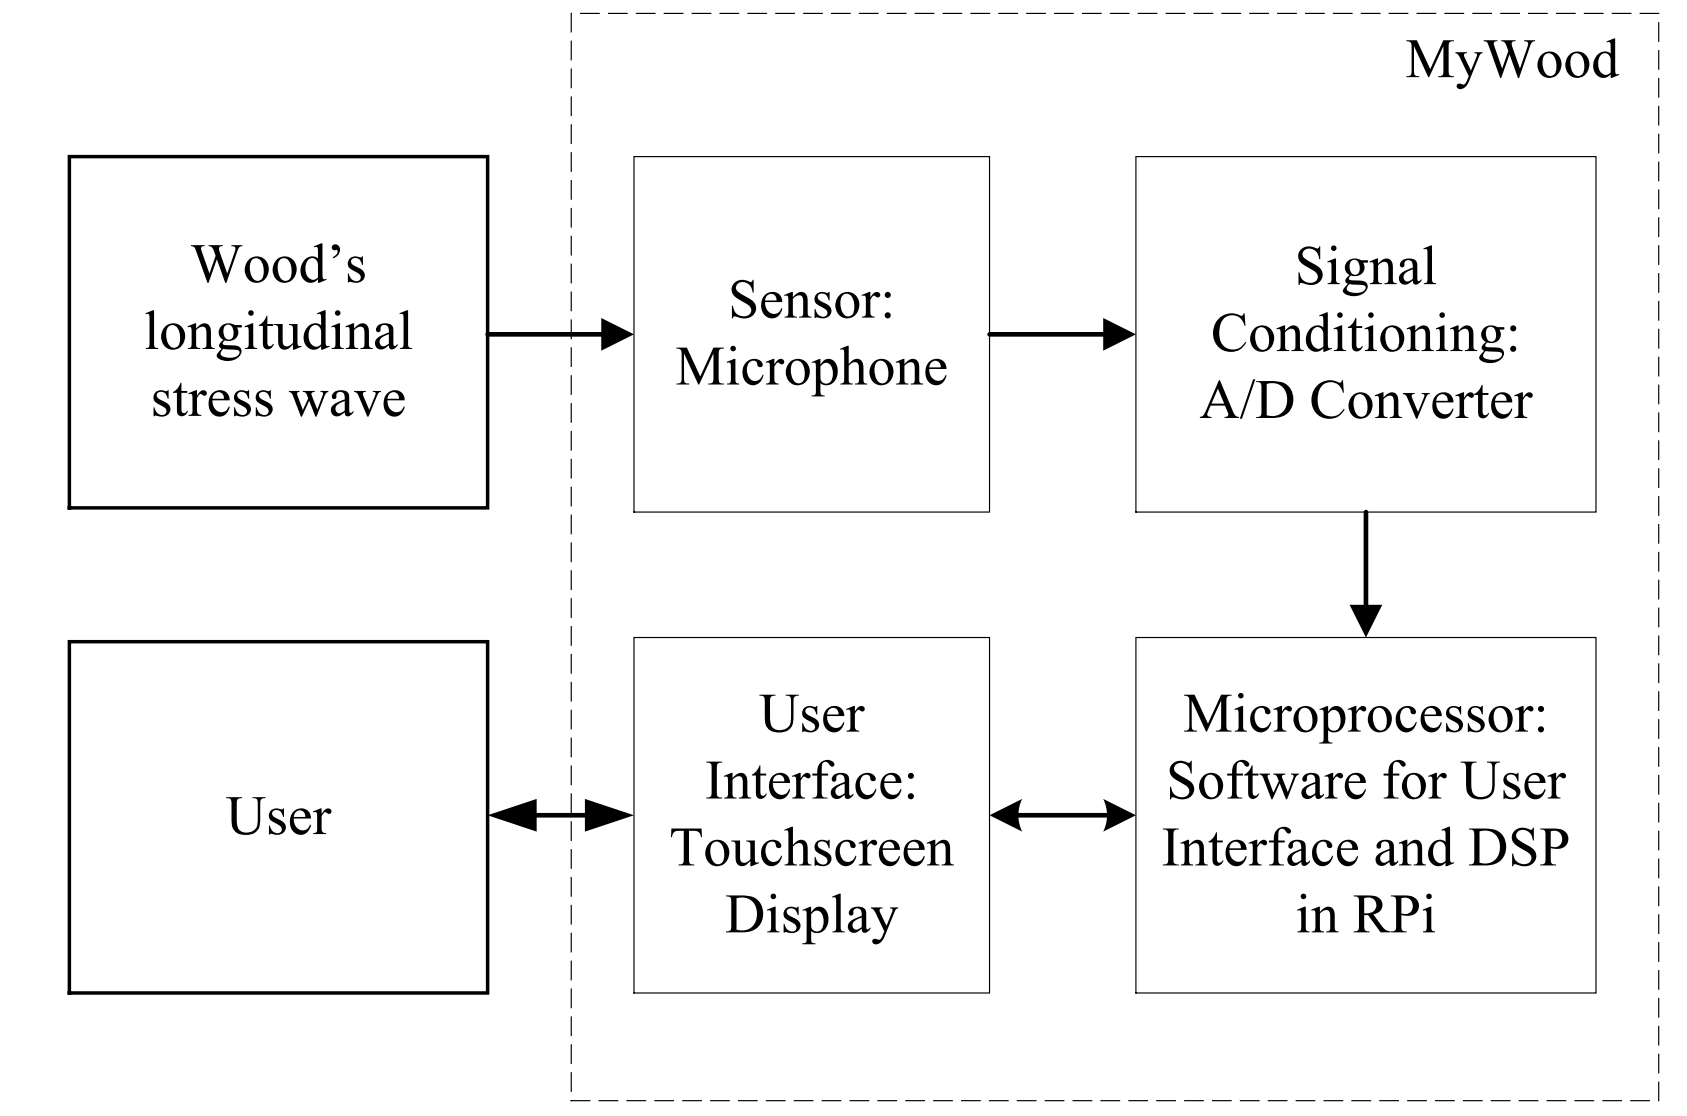 MyWood
Wood’s
longitudinal
stress wave
Sensor:
Microphone
Signal
Conditioning:
A/D Converter
User
User
Interface:
Touchscreen
Display
Microprocessor:
Software for User
Interface and DSP
in RPi